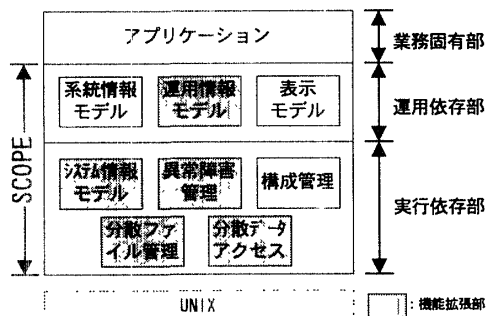 アプリケーション
業務固有部
系統情報
モデル
運用情報
モデル
表示
モデル
運用依存部
SCOPE
システム情報
モデル
異常障害
管理
構成管理
実行依存部
分散ファ
イル管理
分散データ
アクセス
UNIX
:機能拡張部